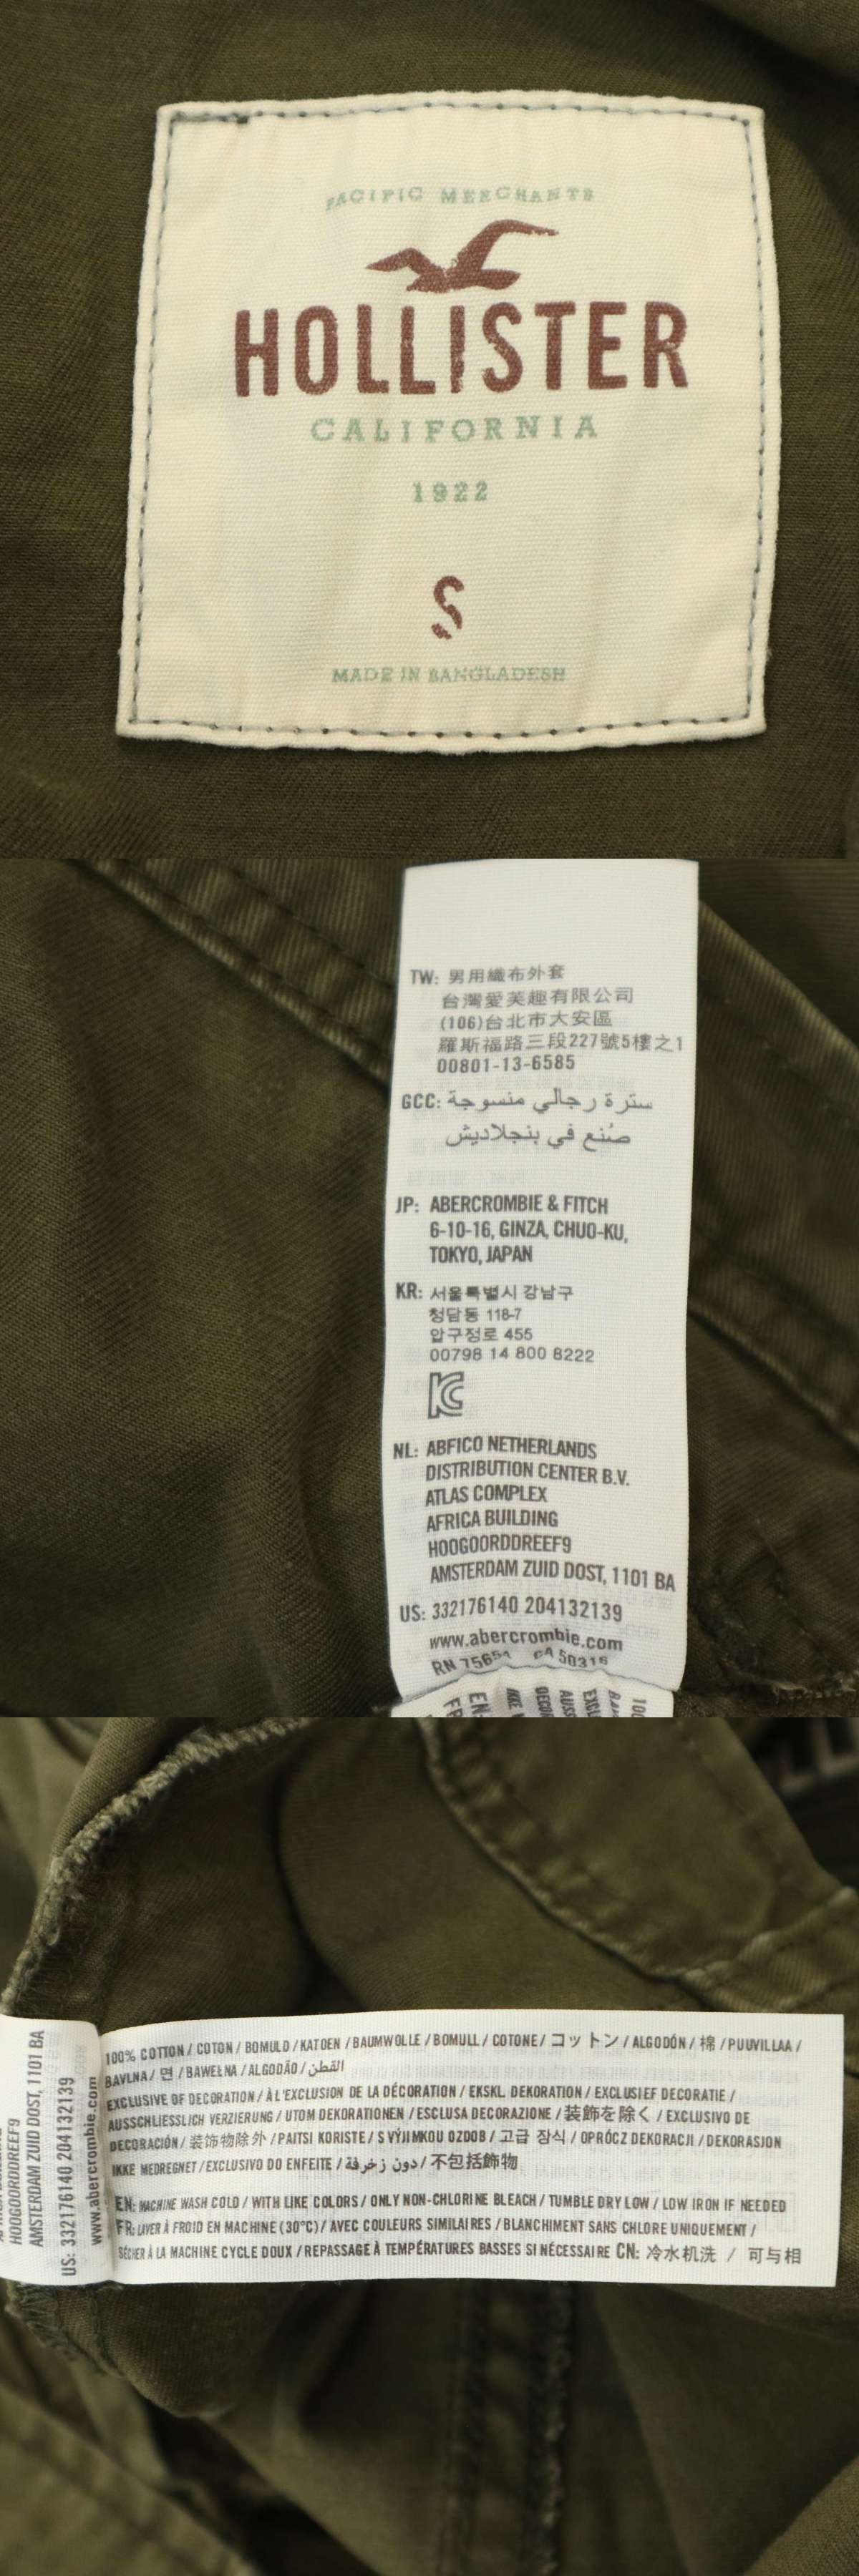 PACIFIC MERCHANTS
HOLLISTER
CALIFORNIA
1922
S
MADE IN BANGLADESH
TW: 男用織布外套
台灣愛芙趣有限公司
(106)台北市大安區
羅斯福路三段227號5樓之1
00801-13-6585
GCC: سترة رجالي منسوجة
صُنع في بنجلاديش
JP: ABERCROMBIE & FITCH
6-10-16, GINZA, CHUO-KU,
TOKYO, JAPAN
KR: 서울특별시 강남구
청담동 118-7
압구정로 455
00798 14 800 8222
NL: ABFICO NETHERLANDS
DISTRIBUTION CENTER B.V.
ATLAS COMPLEX
AFRICA BUILDING
HOOGOORDDREEF9
AMSTERDAM ZUID DOST, 1101 BA
US: 332176140 204132139
www.abercrombie.com
RN 75654 CA 50316
HOOGOORDDREEF9
AMSTERDAM ZUID DOST, 1101 BA
US: 332176140 204132139
www.abercrombie.com
100% COTTON / COTON / BOMULD / KATOEN / BAUMWOLLE / BOMULL / COTONE / コットン / ALGODÓN / 棉 / PUUVILLAA /
BAVLNA / 면 / BAWEŁNA / ALGODÃO / القطن
EXCLUSIVE OF DECORATION / À L'EXCLUSION DE LA DÉCORATION / EKSKL. DEKORATION / EXCLUSIEF DECORATIE /
AUSSCHLIESSLICH VERZIERUNG / UTOM DEKORATIONEN / ESCLUSA DECORAZIONE / 装飾を除く / EXCLUSIVO DE
DECORACIÓN / 装饰物除外 / PAITSI KORISTE / S VÝJIMKOU OZDOB / 고급 장식 / OPRÓCZ DEKORACJI / DEKORASJON
IKKE MEDREGNET / EXCLUSIVO DO ENFEITE / دون زخرفة / 不包括飾物
EN: MACHINE WASH COLD / WITH LIKE COLORS / ONLY NON-CHLORINE BLEACH / TUMBLE DRY LOW / LOW IRON IF NEEDED
FR: LAVER À FROID EN MACHINE (30°C) / AVEC COULEURS SIMILAIRES / BLANCHIMENT SANS CHLORE UNIQUEMENT /
SÉCHER À LA MACHINE CYCLE DOUX / REPASSAGE À TEMPÉRATURES BASSES SI NÉCESSAIRE CN: 冷水机洗 / 可与相